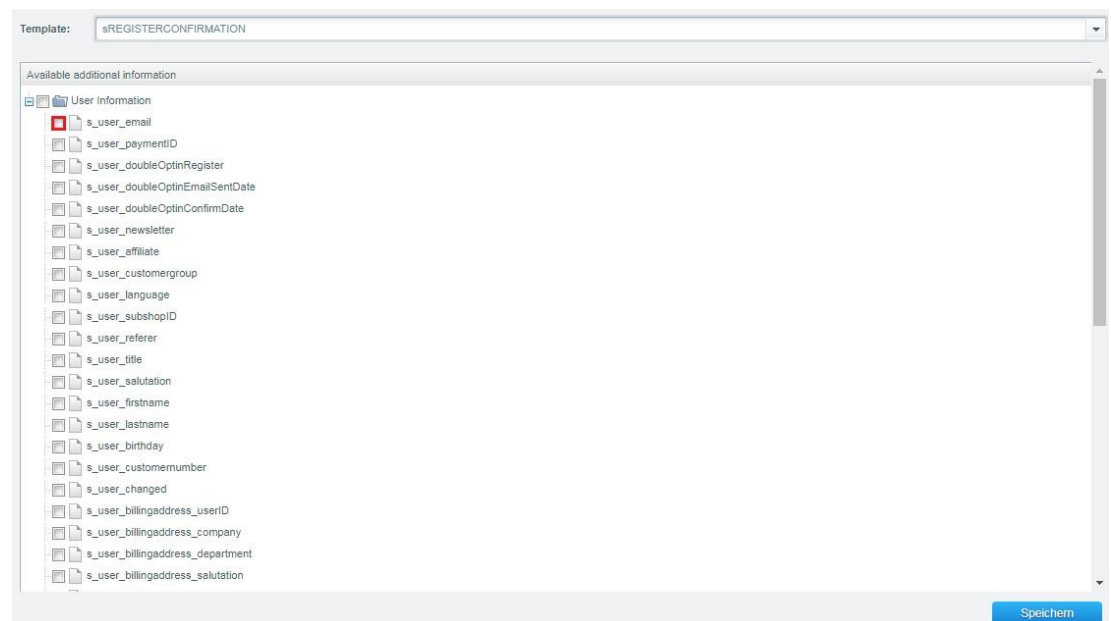 Template: sREGISTERCONFIRMATION
Available additional information
User Information
s_user_email
s_user_paymentID
s_user_doubleOptinRegister
s_user_doubleOptinEmailSentDate
s_user_doubleOptinConfirmDate
s_user_newsletter
s_user_affiliate
s_user_customergroup
s_user_language
s_user_subshopID
s_user_referer
s_user_title
s_user_salutation
s_user_firstname
s_user_lastname
s_user_birthday
s_user_customernumber
s_user_changed
s_user_billingaddress_userID
s_user_billingaddress_company
s_user_billingaddress_department
s_user_billingaddress_salutation
Speichern